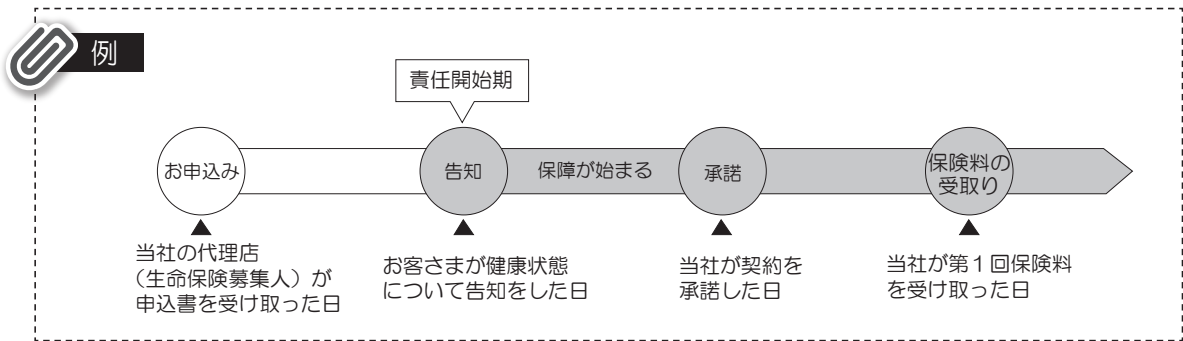 例
責任開始期
お申込み
告知
保障が始まる
承諾
保険料の
受取り
当社の代理店
（生命保険募集人）が
申込書を受け取った日
お客さまが健康状態
について告知をした日
当社が契約を
承諾した日
当社が第１回保険料
を受け取った日